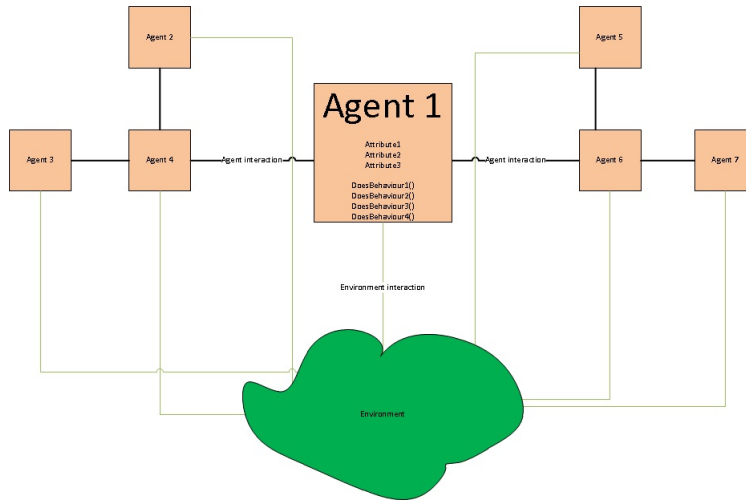 Agent 2
Agent 5
Agent 1
Attribute1
Attribute2
Attribute3
DoesBehaviour1()
DoesBehaviour2()
DoesBehaviour3()
DoesBehaviour4()
Agent 3
Agent 4
Agent interaction
Agent interaction
Agent 6
Agent 7
Environment interaction
Environment